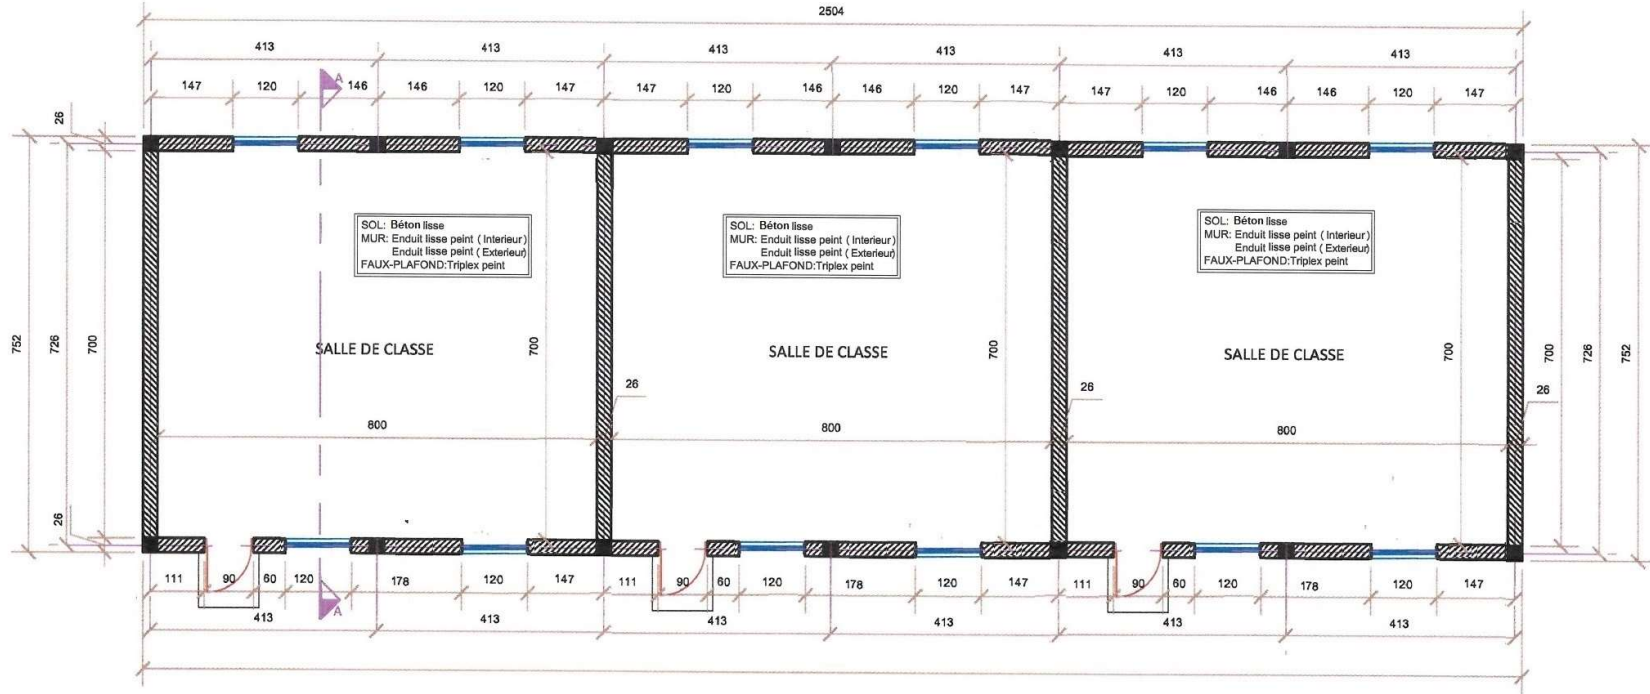 2504
413 413 413 413 413 413
147 120 146 146 120 147 147 120 146 146 120 147 147 120 146 146 120 147
A
26
SOL: Béton lisse
MUR: Enduit lisse peint ( Interieur )
Enduit lisse peint ( Exterieur)
FAUX-PLAFOND:Triplex peint
SOL: Béton lisse
MUR: Enduit lisse peint ( Interieur )
Enduit lisse peint ( Exterieur)
FAUX-PLAFOND:Triplex peint
SOL: Béton lisse
MUR: Enduit lisse peint ( Interieur )
Enduit lisse peint ( Exterieur)
FAUX-PLAFOND:Triplex peint
752 726 700
SALLE DE CLASSE
700
SALLE DE CLASSE
700
SALLE DE CLASSE
700
700 726 752
26 26 26
800 800 800
26
111 90 60 120 178 120 147 111 90 60 120 178 120 147 111 90 60 120 178 120 147
A
413 413 413 413 413 413